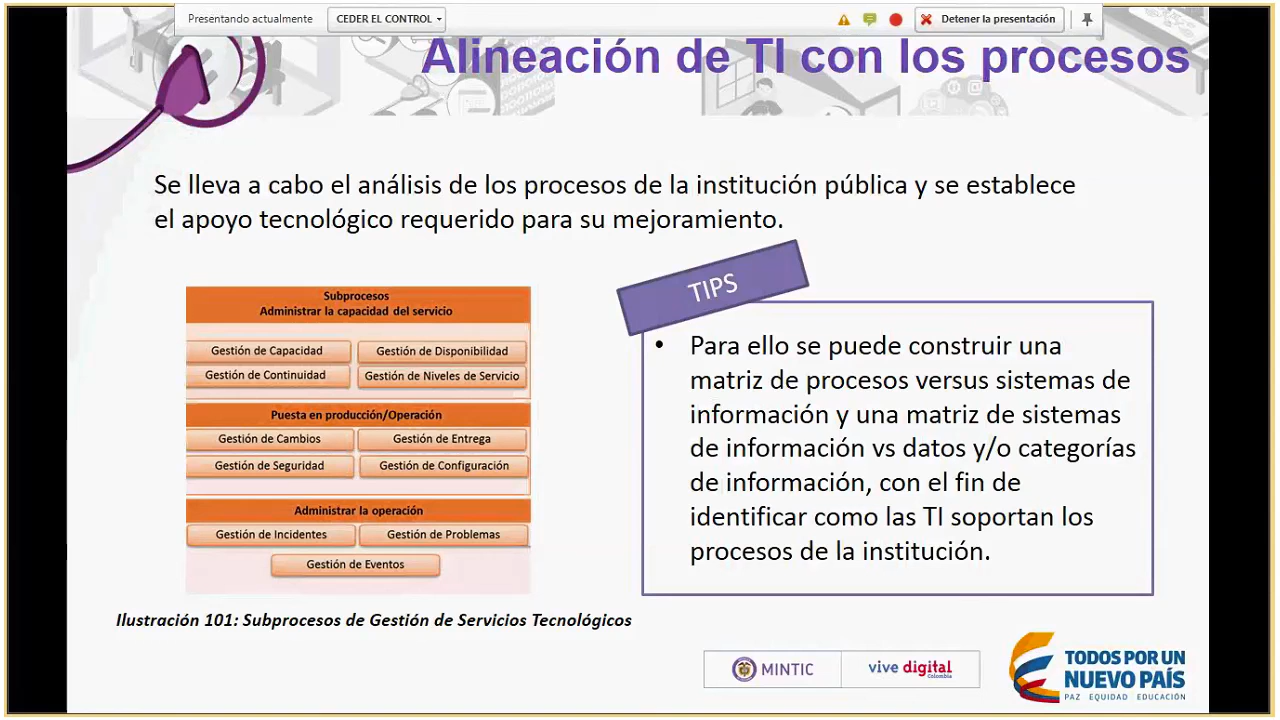 Presentando actualmente
CEDER EL CONTROL
Detener la presentación
Alineación de TI con los procesos
Se lleva a cabo el análisis de los procesos de la institución pública y se establece
el apoyo tecnológico requerido para su mejoramiento.
Subprocesos
Administrar la capacidad del servicio
Gestión de Capacidad
Gestión de Disponibilidad
Gestión de Continuidad
Gestión de Niveles de Servicio
Puesta en producción/Operación
Gestión de Cambios
Gestión de Entrega
Gestión de Seguridad
Gestión de Configuración
Administrar la operación
Gestión de Incidentes
Gestión de Problemas
Gestión de Eventos
Ilustración 101: Subprocesos de Gestión de Servicios Tecnológicos
TIPS
• Para ello se puede construir una
matriz de procesos versus sistemas de
información y una matriz de sistemas
de información vs datos y/o categorías
de información, con el fin de
identificar como las TI soportan los
procesos de la institución.
MINTIC
vive digital
Colombia
TODOS POR UN
NUEVO PAÍS
PAZ EQUIDAD EDUCACIÓN